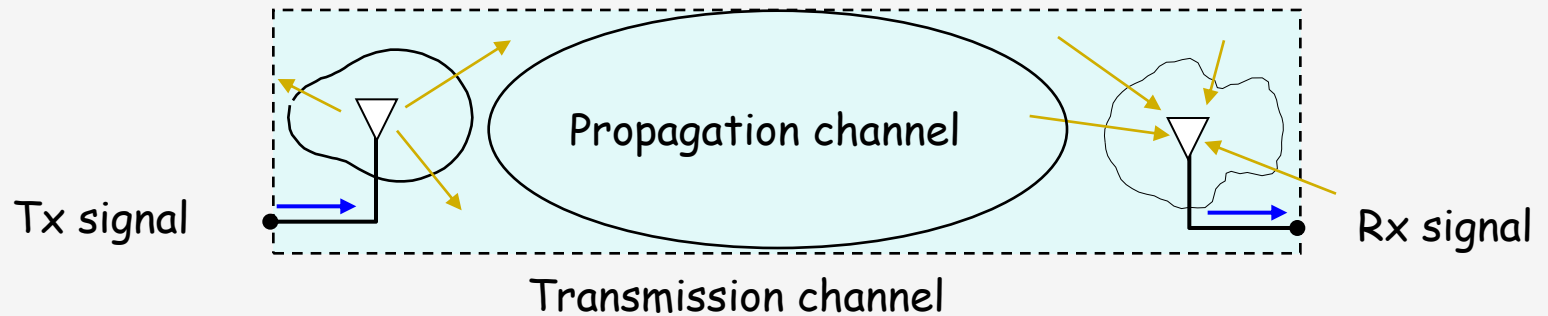 Propagation channel
Tx signal
Rx signal
Transmission channel